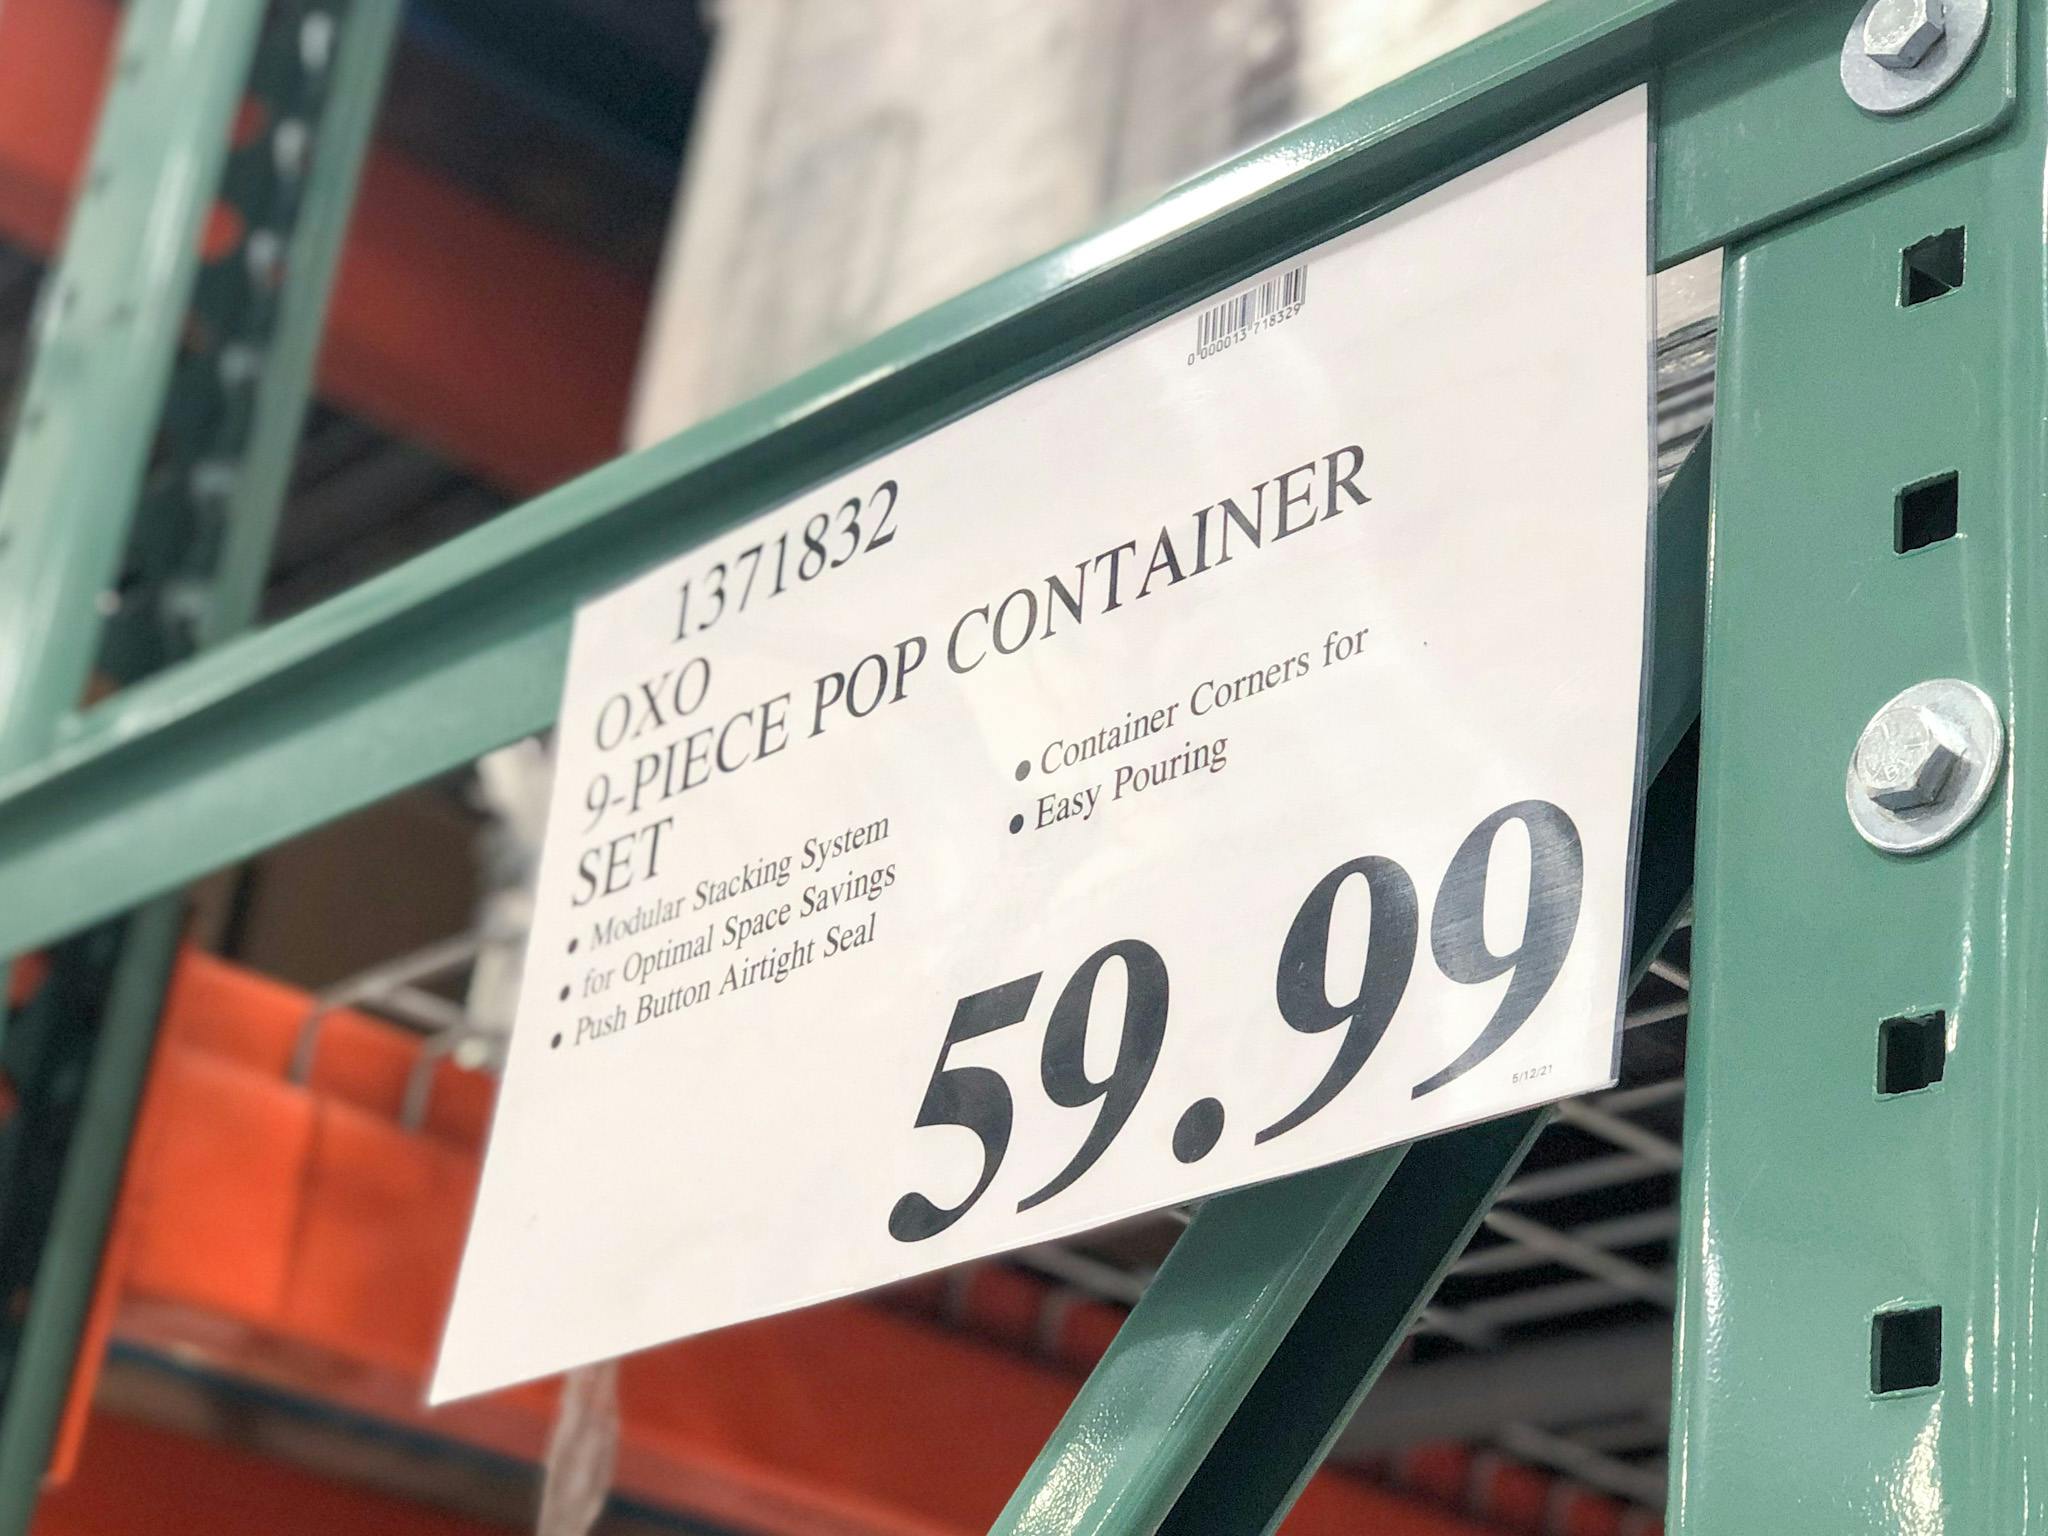 0 000013 718329
1371832
OXO
9-PIECE POP CONTAINER
SET
• Modular Stacking System
• for Optimal Space Savings
• Push Button Airtight Seal
• Container Corners for
• Easy Pouring
59.99
5/12/21